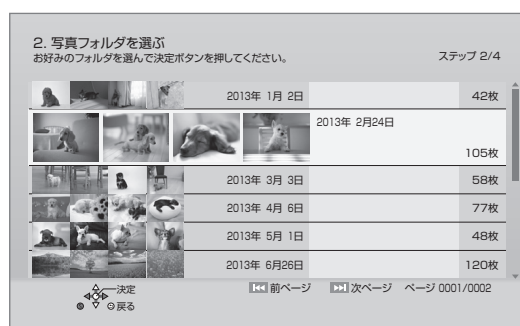 2. 写真フォルダを選ぶ
お好みのフォルダを選んで決定ボタンを押してください。
ステップ 2/4
2013年 1月 2日 42枚
2013年 2月24日
105枚
2013年 3月 3日 58枚
2013年 4月 6日 77枚
2013年 5月 1日 48枚
2013年 6月26日 120枚
決定
戻る
前ページ 次ページ ページ 0001/0002